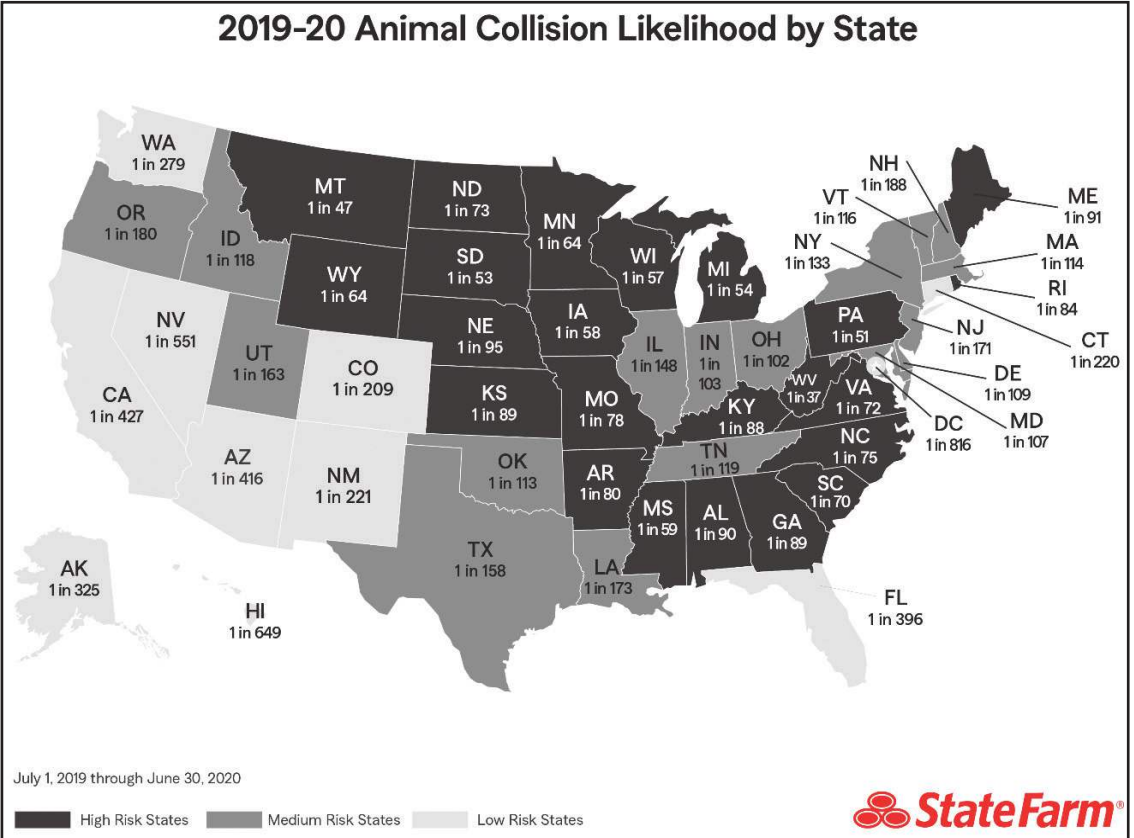 2019-20 Animal Collision Likelihood by State
WA
1 in 279
OR
1 in 180
ID
1 in 118
MT
1 in 47
ND
1 in 73
MN
1 in 64
WI
1 in 57
MI
1 in 54
NH
1 in 188
VT
1 in 116
NY
1 in 133
ME
1 in 91
MA
1 in 114
RI
1 in 84
CT
1 in 220
WY
1 in 64
SD
1 in 53
NE
1 in 95
IA
1 in 58
NV
1 in 551
UT
1 in 163
CO
1 in 209
CA
1 in 427
KS
1 in 89
MO
1 in 78
IL
1 in 148
IN
1 in
103
OH
1 in 102
PA
1 in 51
NJ
1 in 171
DE
1 in 109
MD
1 in 107
DC
1 in 816
WV
1 in 37
VA
1 in 72
KY
1 in 88
NC
1 in 75
TN
1 in 119
SC
1 in 70
AZ
1 in 416
NM
1 in 221
OK
1 in 113
AR
1 in 80
MS
1 in 59
AL
1 in 90
GA
1 in 89
TX
1 in 158
LA
1 in 173
FL
1 in 396
AK
1 in 325
HI
1 in 649
July 1, 2019 through June 30, 2020
High Risk States
Medium Risk States
Low Risk States
State Farm®